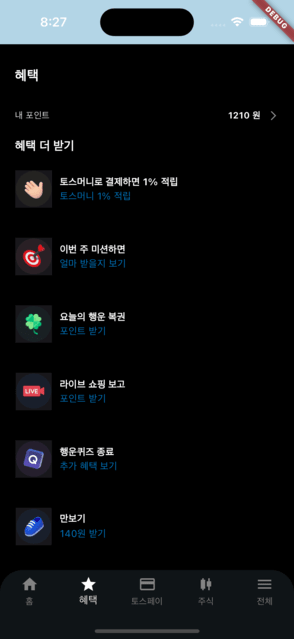 8:27
DEBUG
혜택
내 포인트
1210 원
혜택 더 받기
토스머니로 결제하면 1% 적립
토스머니 1% 적립
이번 주 미션하면
얼마 받을지 보기
요늘의 행운 복권
포인트 받기
LIVE
라이브 쇼핑 보고
포인트 받기
Q
행운퀴즈 종료
추가 혜택 보기
만보기
140원 받기
홈
혜택
토스페이
주식
전체